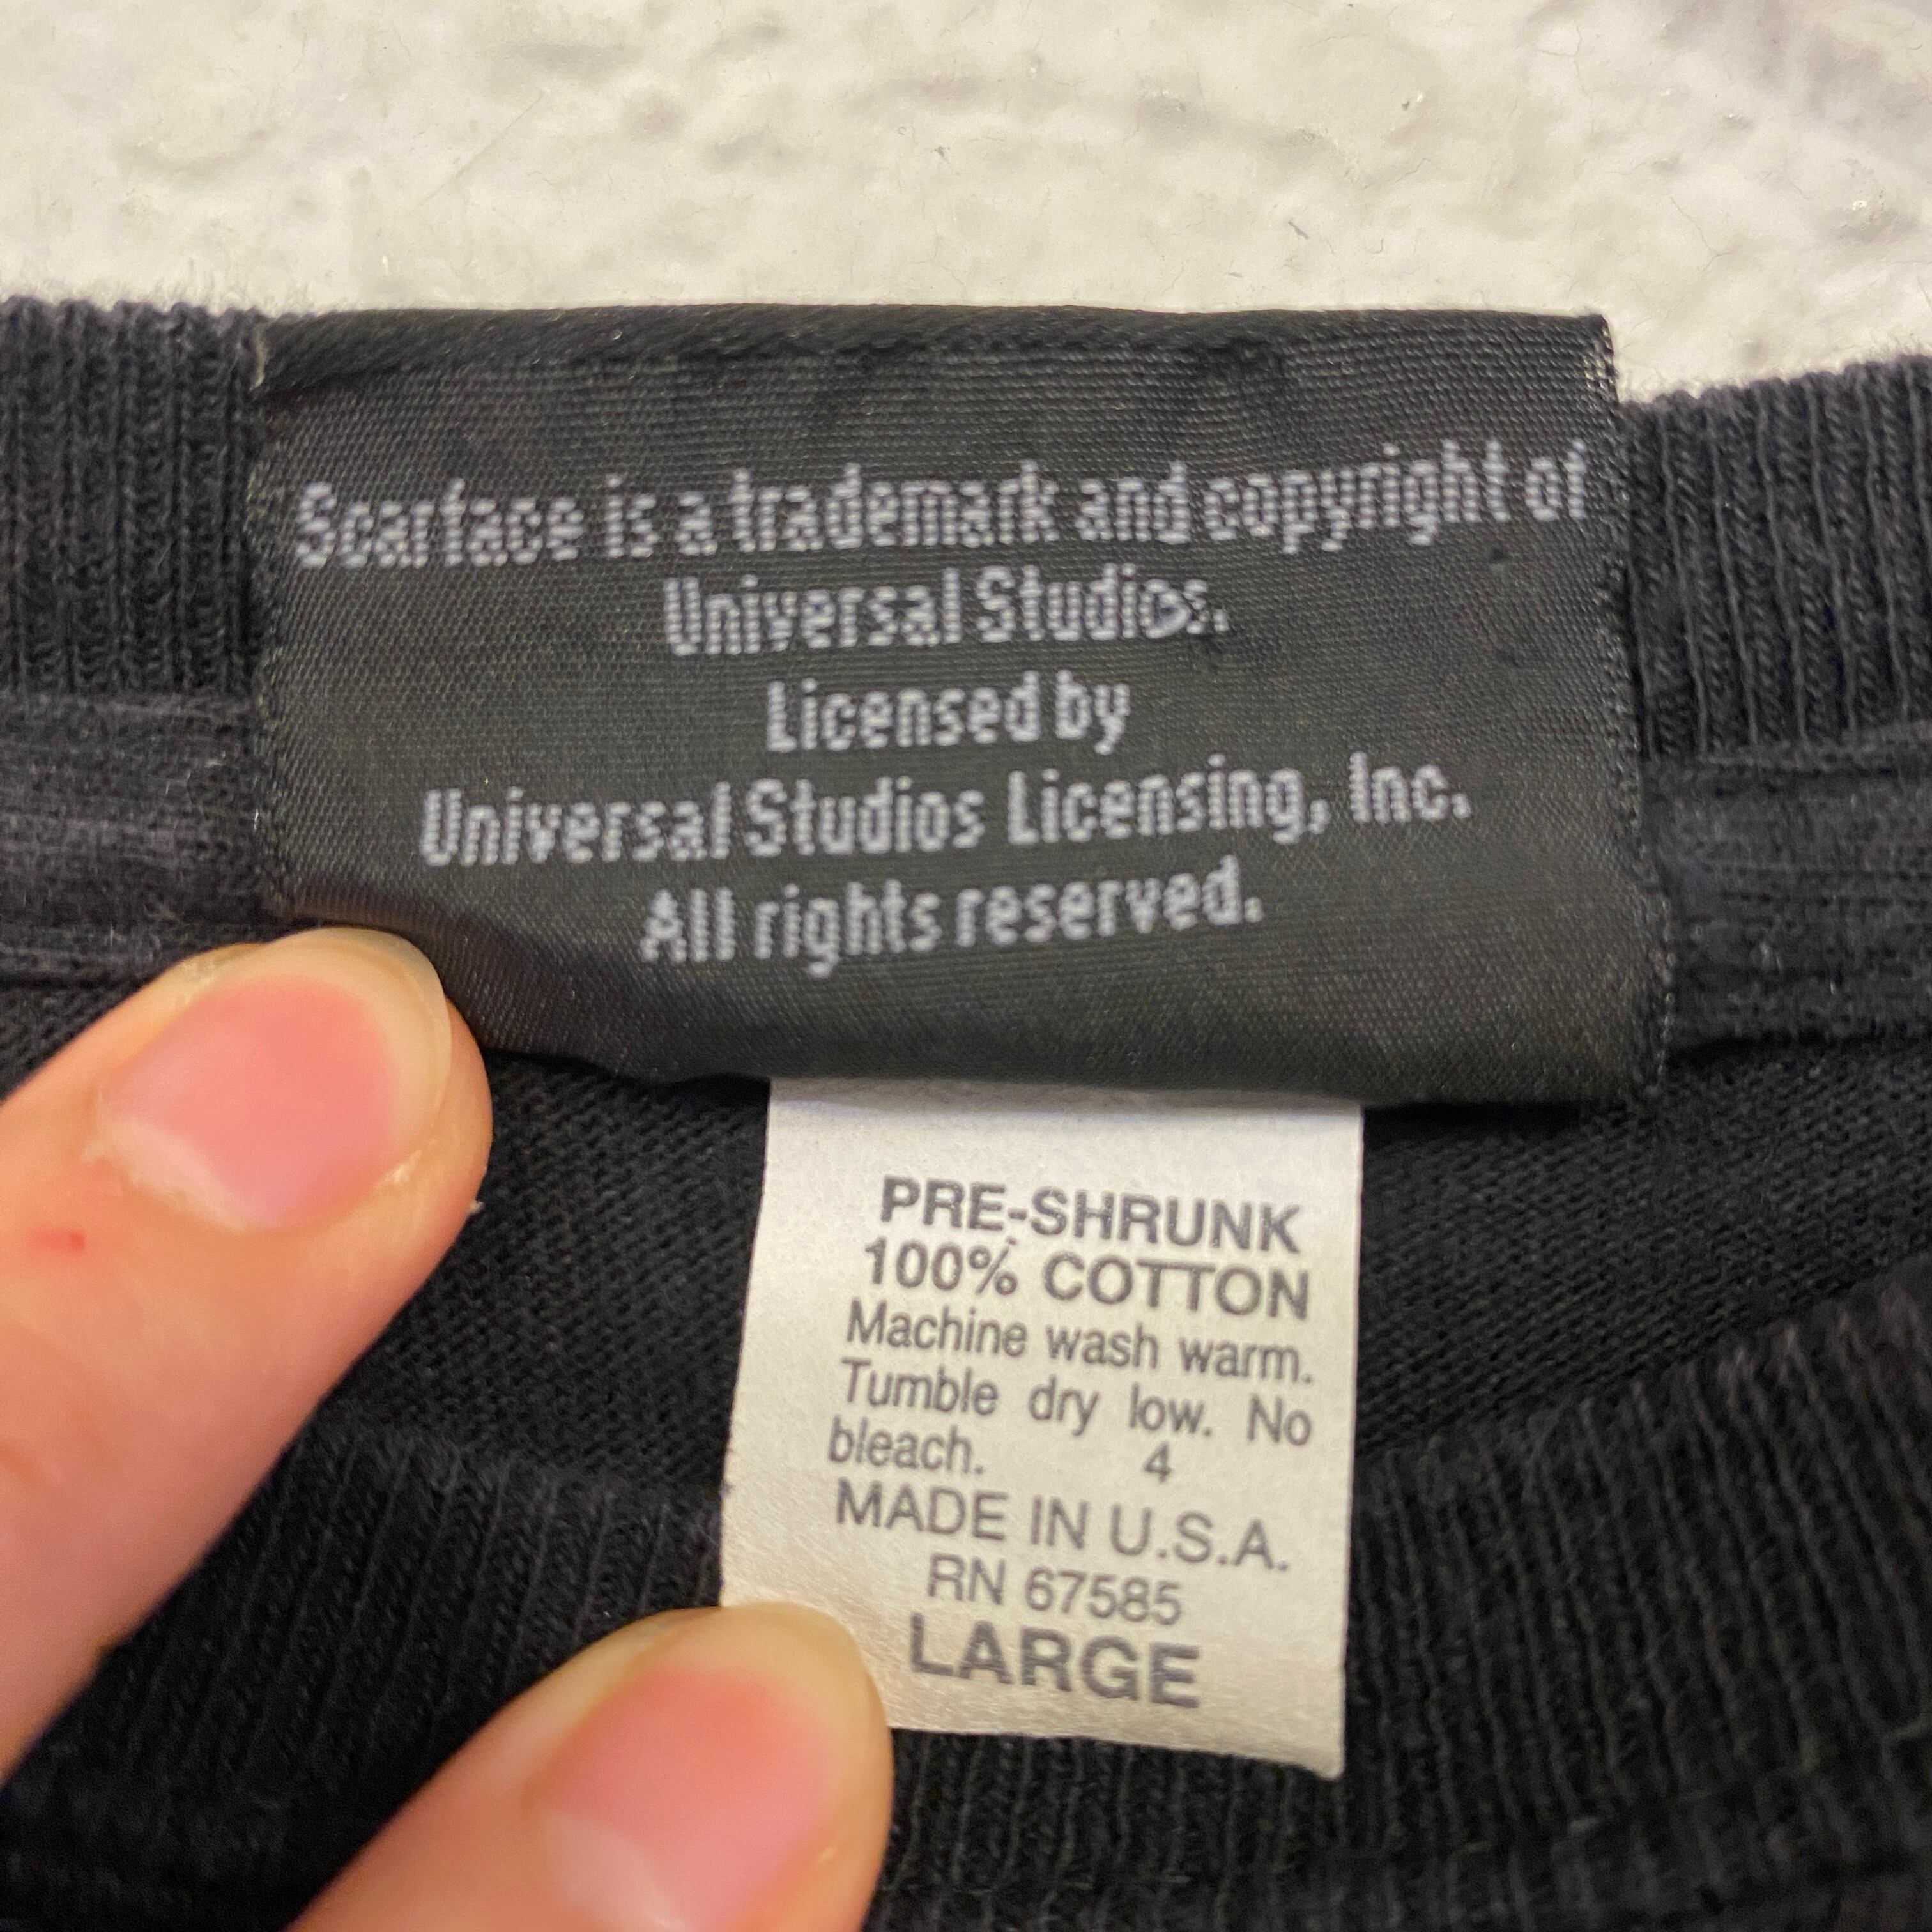 Scarface is a trademark and copyright of
Universal Studios.
Licensed by
Universal Studios Licensing, Inc.
All rights reserved.
PRE-SHRUNK
100% COTTON
Machine wash warm.
Tumble dry low. No
bleach. 4
MADE IN U.S.A.
RN 67585
LARGE